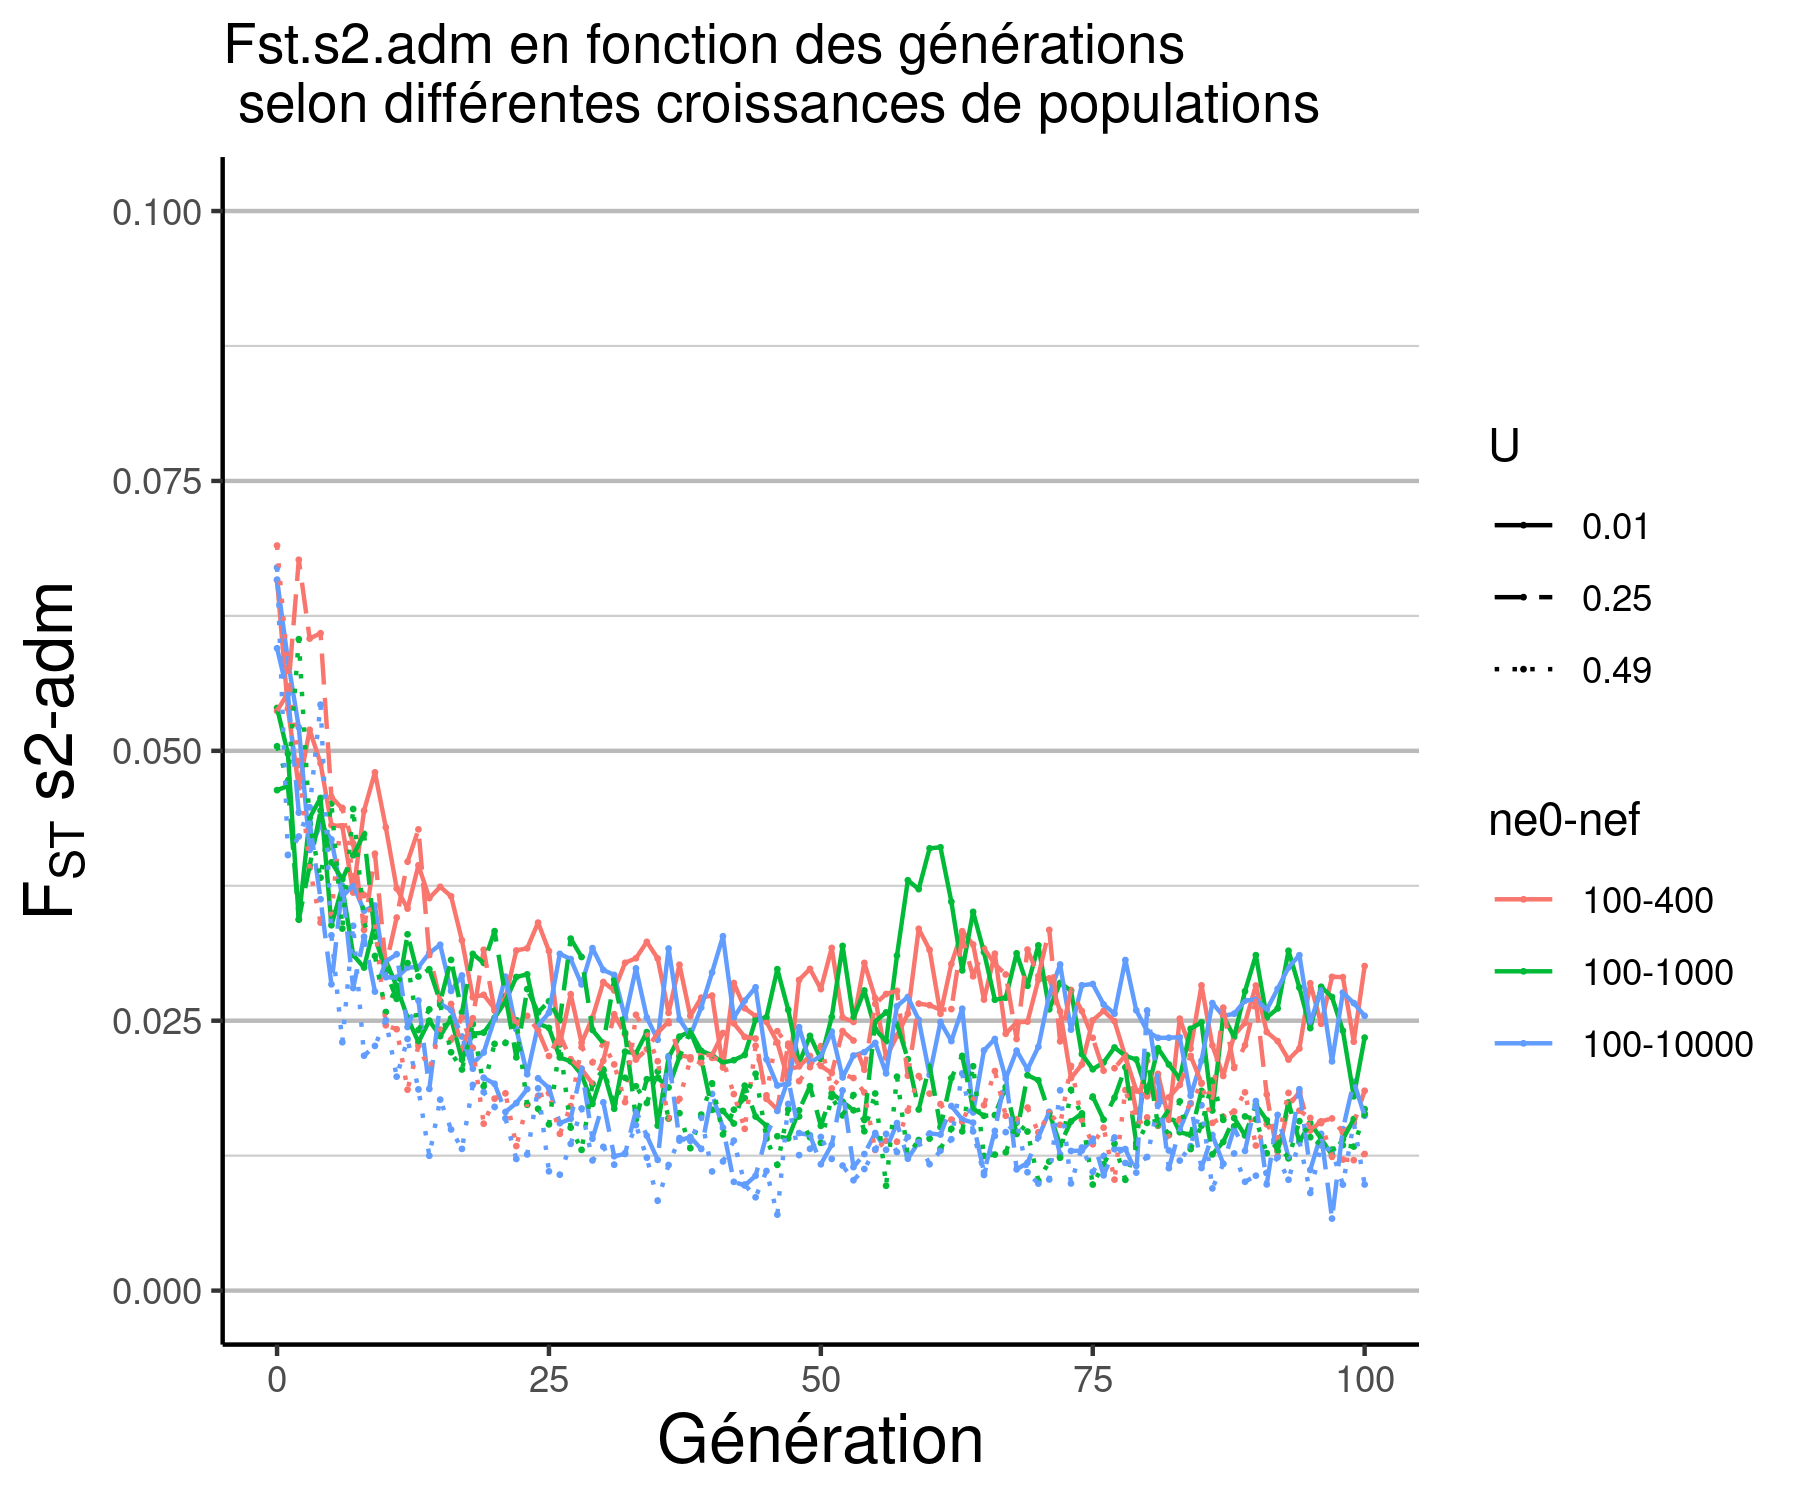 Fst.s2.adm en fonction des générations
selon différentes croissances de populations
0.100
0.075
0.050
0.025
0.000
FST s2-adm
0 25 50 75 100
Génération
U
0.01
0.25
0.49
ne0-nef
100-400
100-1000
100-10000